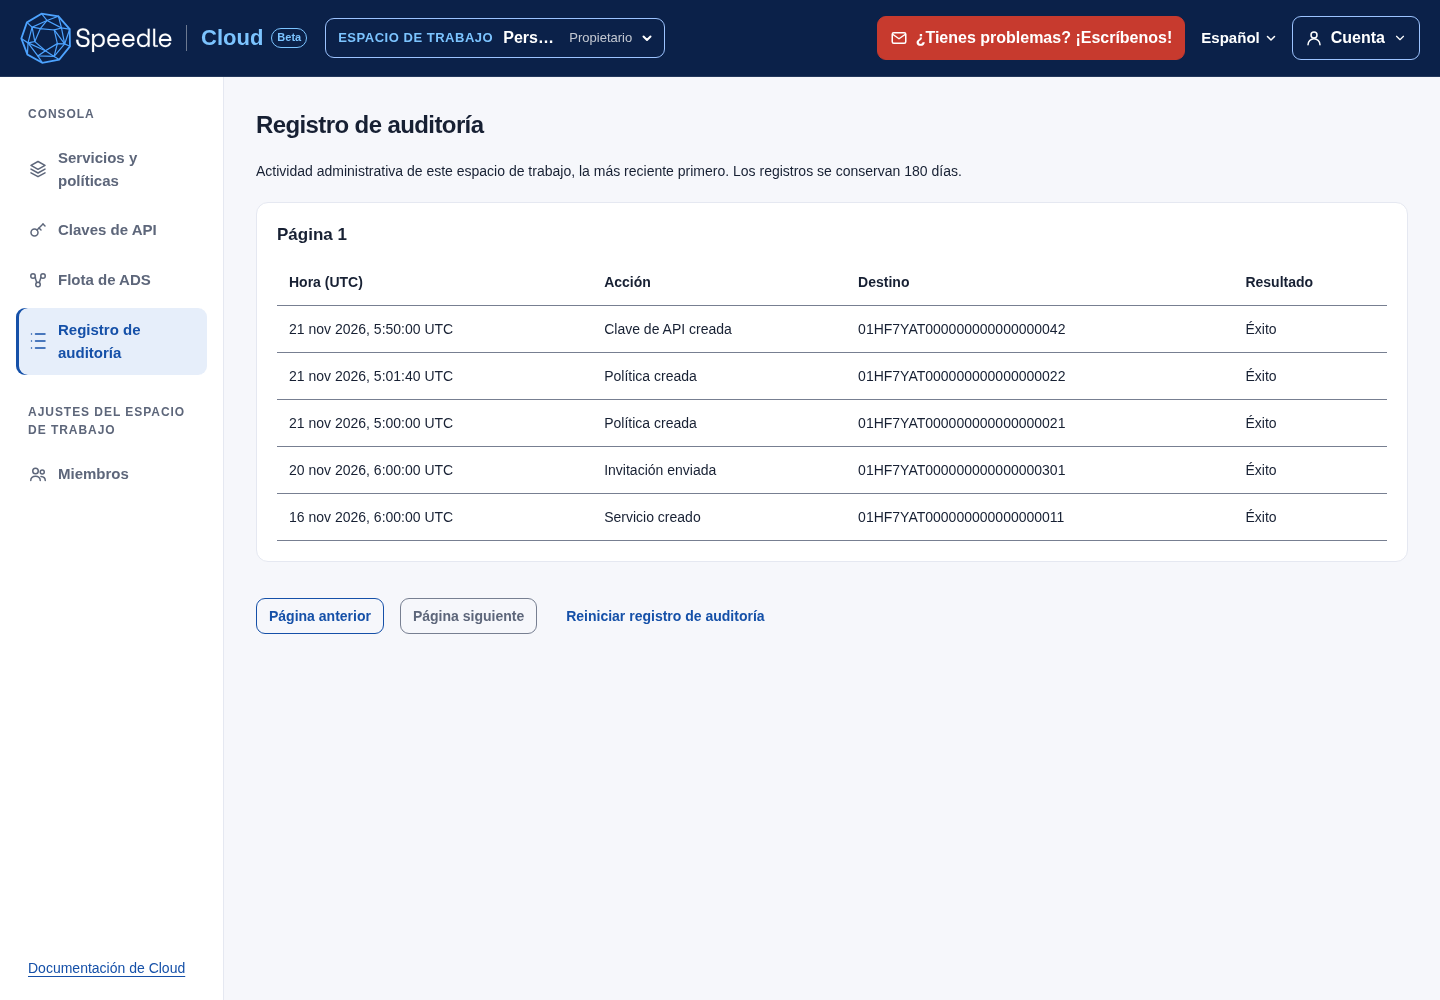 Speedle
Cloud
Beta
ESPACIO DE TRABAJO Pers… Propietario
¿Tienes problemas? ¡Escríbenos!
Español
Cuenta
CONSOLA
Servicios y
políticas
Claves de API
Flota de ADS
Registro de
auditoría
AJUSTES DEL ESPACIO
DE TRABAJO
Miembros
Documentación de Cloud
Registro de auditoría
Actividad administrativa de este espacio de trabajo, la más reciente primero. Los registros se conservan 180 días.
Página 1
Hora (UTC) Acción Destino Resultado
21 nov 2026, 5:50:00 UTC Clave de API creada 01HF7YAT000000000000000042 Éxito
21 nov 2026, 5:01:40 UTC Política creada 01HF7YAT000000000000000022 Éxito
21 nov 2026, 5:00:00 UTC Política creada 01HF7YAT000000000000000021 Éxito
20 nov 2026, 6:00:00 UTC Invitación enviada 01HF7YAT000000000000000301 Éxito
16 nov 2026, 6:00:00 UTC Servicio creado 01HF7YAT000000000000000011 Éxito
Página anterior
Página siguiente
Reiniciar registro de auditoría